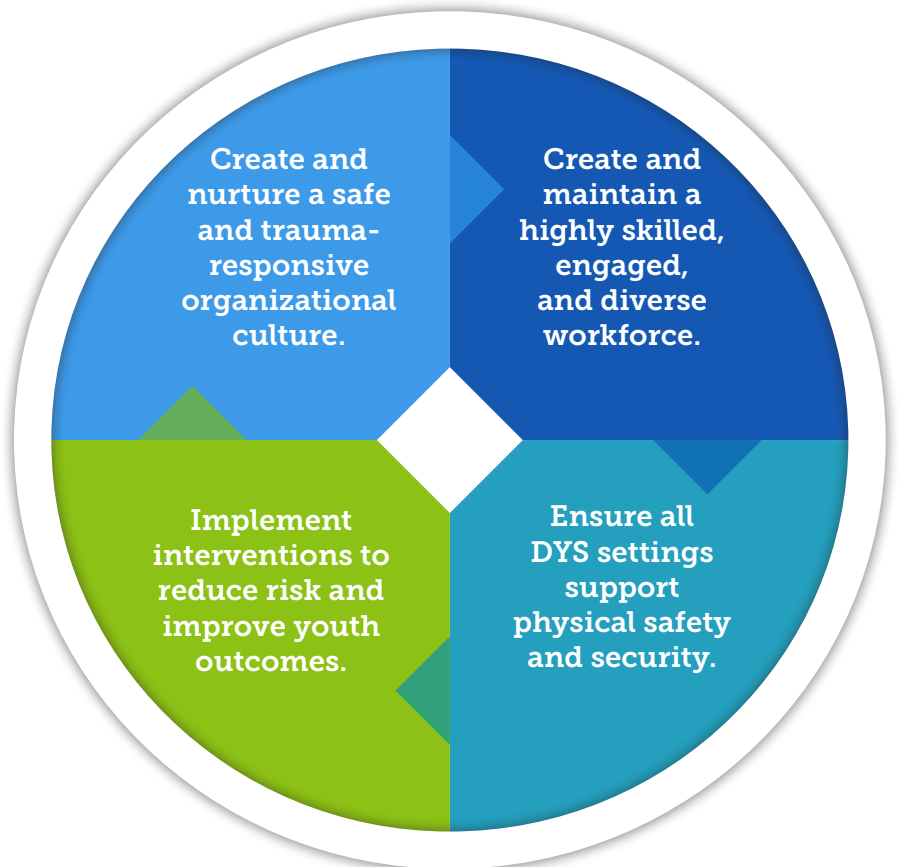 Create and
nurture a safe
and trauma-
responsive
organizational
culture.
Create and
maintain a
highly skilled,
engaged,
and diverse
workforce.
Implement
interventions to
reduce risk and
improve youth
outcomes.
Ensure all
DYS settings
support
physical safety
and security.